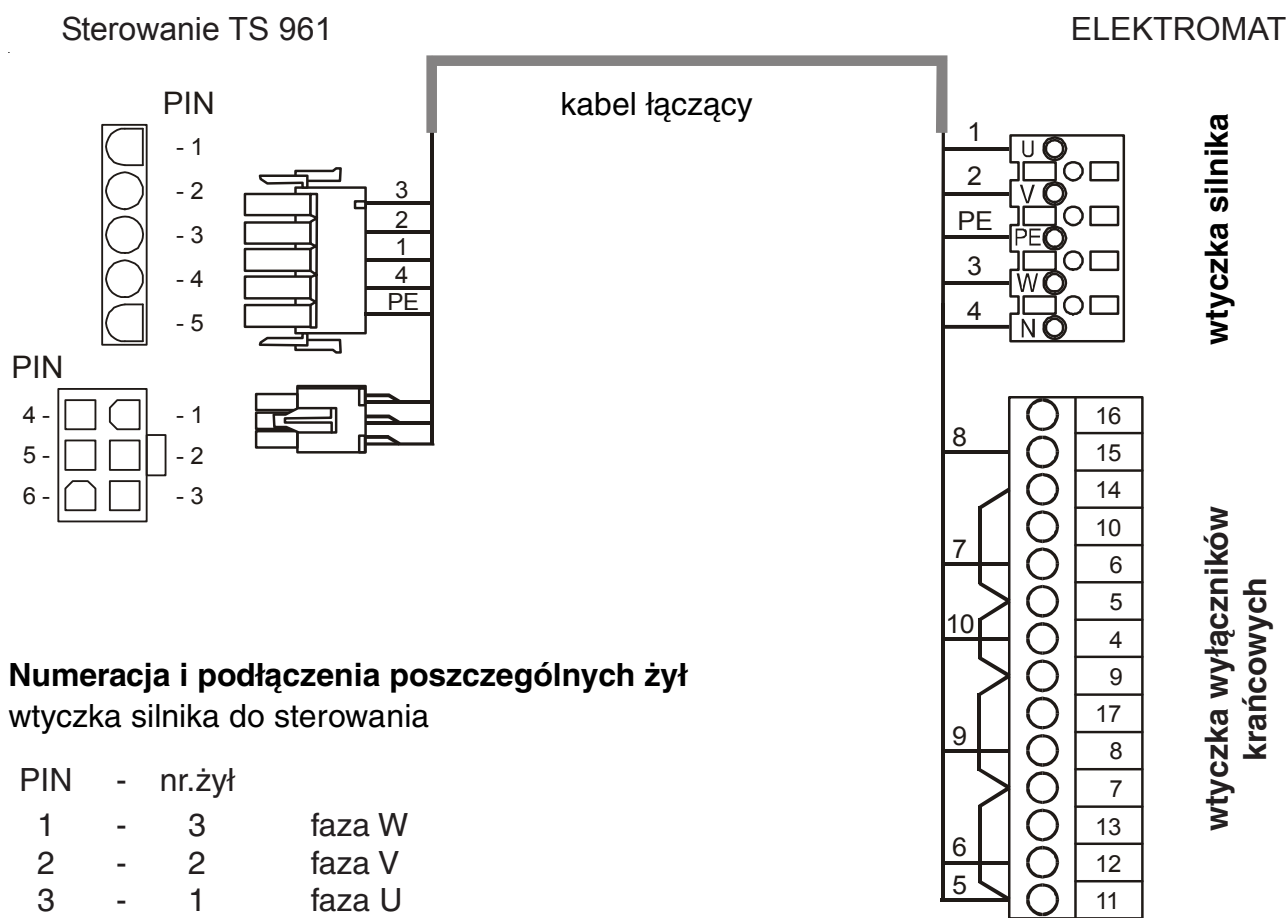 Sterowanie TS 961
ELEKTROMAT
kabel łączący
PIN
- 1
- 2
- 3
- 4
- 5
3
2
1
4
PE
PIN
4 -
- 1
5 -
- 2
6 -
- 3
1
U
2
V
PE
PE
3
W
4
N
wtyczka silnika
16
8
15
14
10
7
6
5
10
4
9
17
9
8
7
13
6
12
5
11
wtyczka wyłączników
krańcowych
Numeracja i podłączenia poszczególnych żył
wtyczka silnika do sterowania
PIN - nr.żył
1 - 3 faza W
2 - 2 faza V
3 - 1 faza U